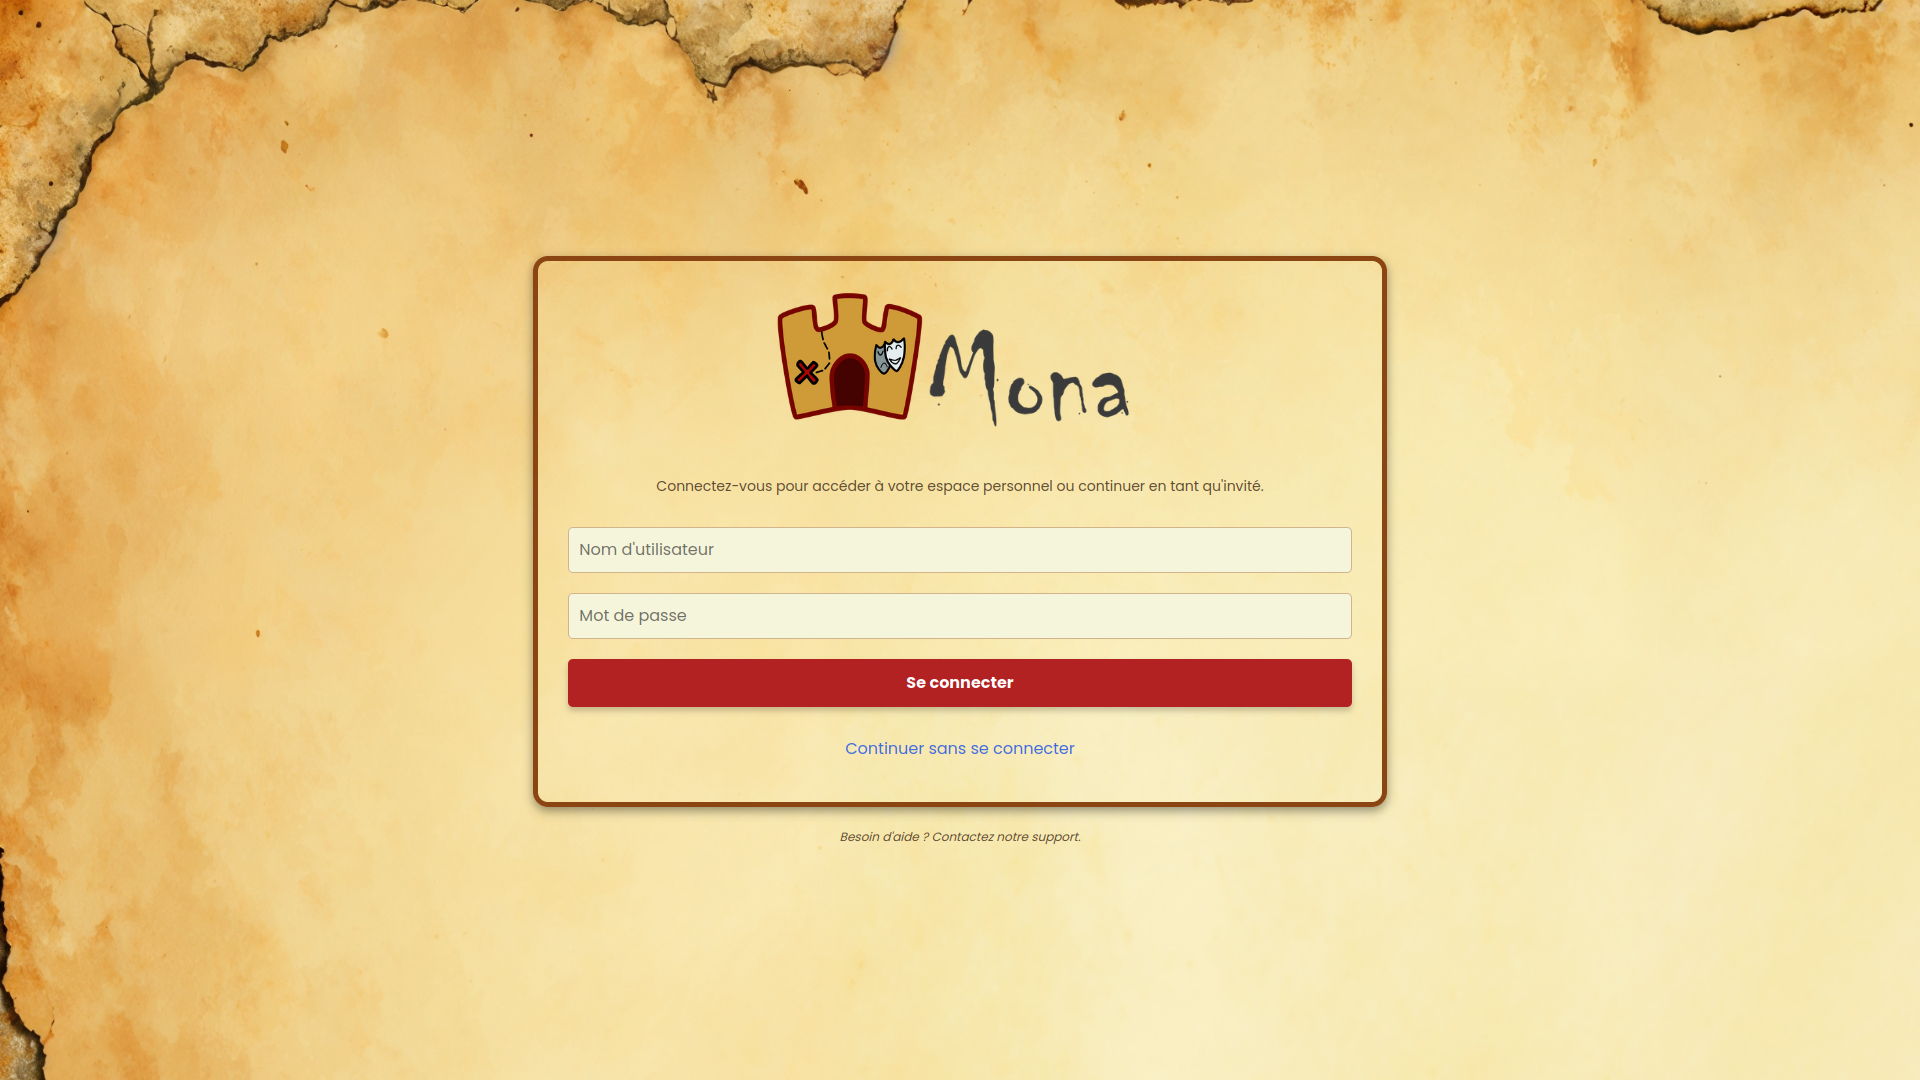 Mona
Connectez-vous pour accéder à votre espace personnel ou continuer en tant qu'invité.
Nom d'utilisateur
Mot de passe
Se connecter
Continuer sans se connecter
Besoin d'aide ? Contactez notre support.